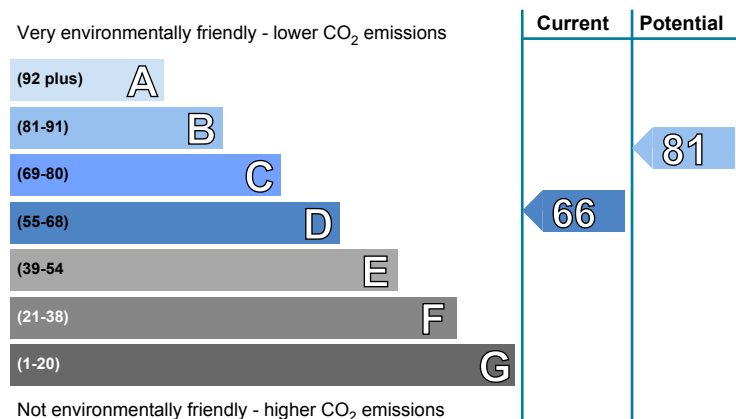 Very environmentally friendly - lower CO₂ emissions
Current
Potential
(92 plus) A
(81-91) B
(69-80) C
(55-68) D
(39-54 E
(21-38) F
(1-20) G
81
66
Not environmentally friendly - higher CO₂ emissions